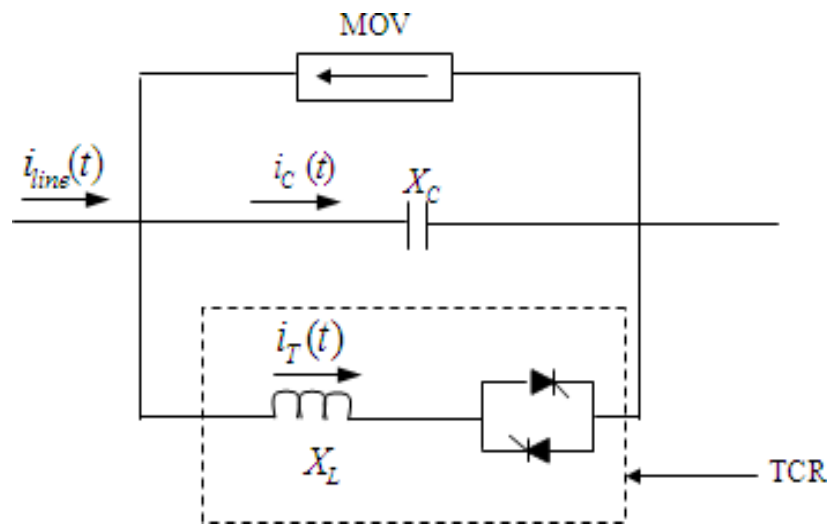 MOV
i_line(t)
i_C (t)
X_C
i_T(t)
X_L
TCR